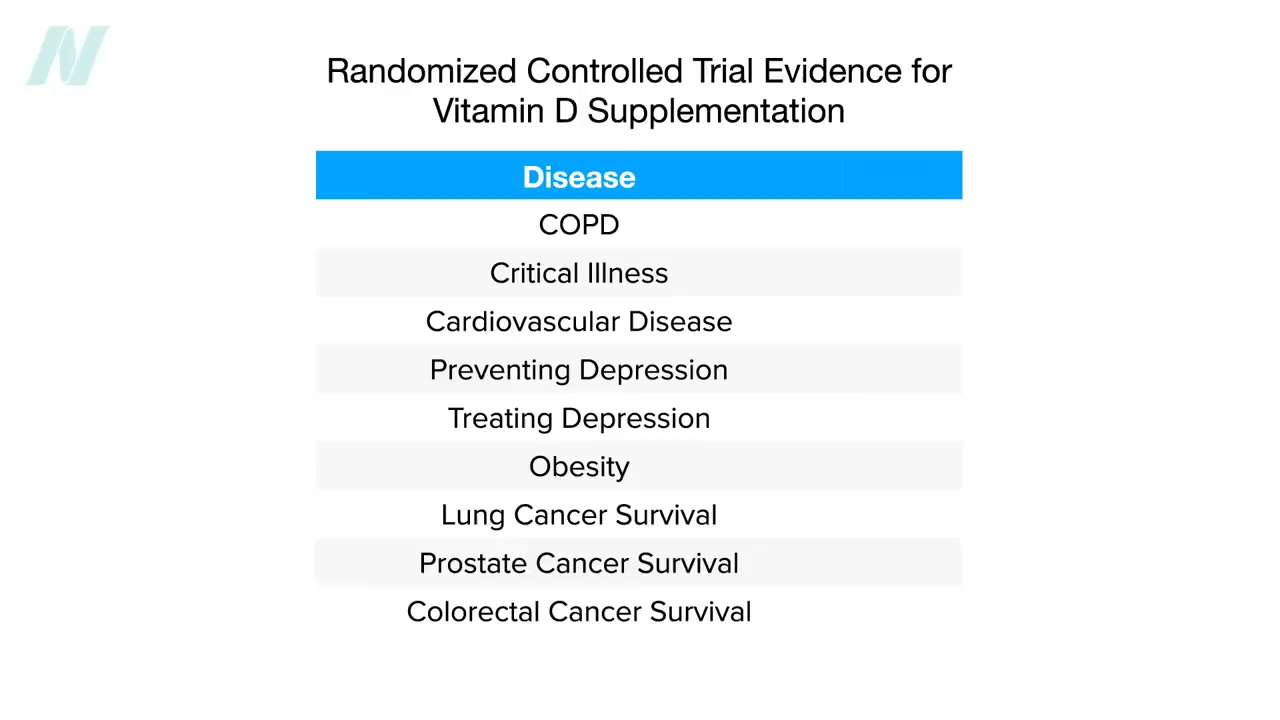 Randomized Controlled Trial Evidence for
Vitamin D Supplementation
Disease
COPD
Critical Illness
Cardiovascular Disease
Preventing Depression
Treating Depression
Obesity
Lung Cancer Survival
Prostate Cancer Survival
Colorectal Cancer Survival